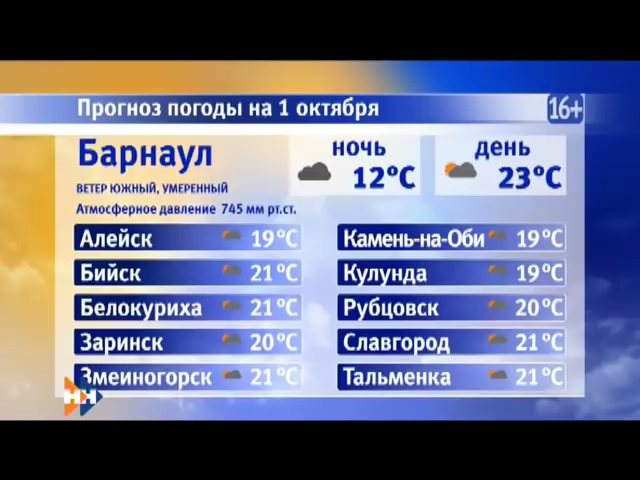 Прогноз погоды на 1 октября
16+
Барнаул
ночь
12°C
день
23°C
ВЕТЕР ЮЖНЫЙ, УМЕРЕННЫЙ
Атмосферное давление 745 мм рт.ст.
Алейск 19°C
Бийск 21°C
Белокуриха 21°C
Заринск 20°C
Змеиногорск 21°C
Камень-на-Оби 19°C
Кулунда 19°C
Рубцовск 20°C
Славгород 21°C
Тальменка 21°C
НН